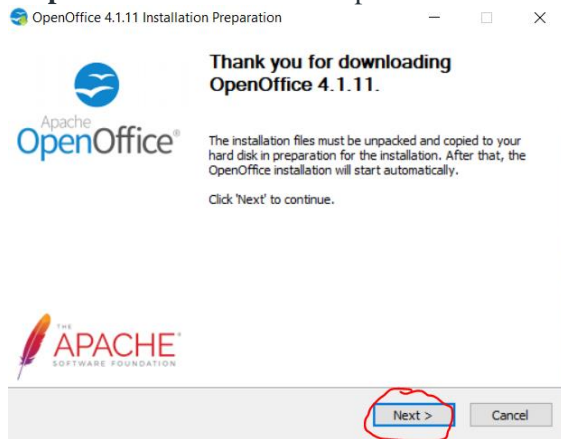 OpenOffice 4.1.11 Installation Preparation
Thank you for downloading
OpenOffice 4.1.11.
Apache
OpenOffice®
The installation files must be unpacked and copied to your
hard disk in preparation for the installation. After that, the
OpenOffice installation will start automatically.
Click 'Next' to continue.
THE
APACHE®
SOFTWARE FOUNDATION
Next >
Cancel